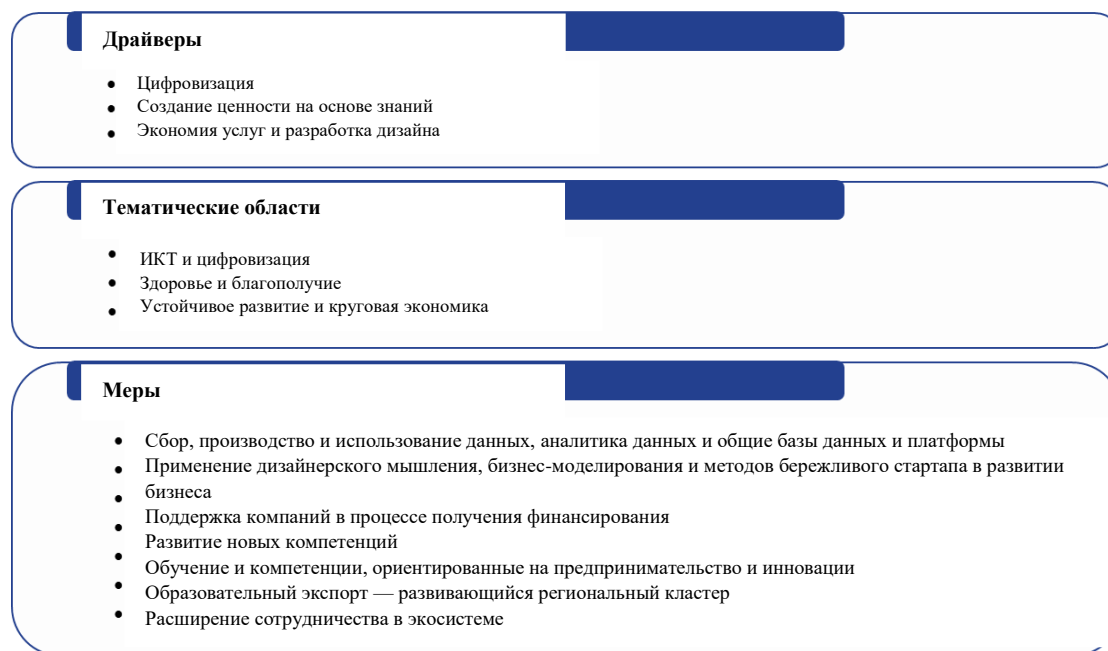 Драйверы
• Цифровизация
• Создание ценности на основе знаний
• Экономия услуг и разработка дизайна
Тематические области
• ИКТ и цифровизация
• Здоровье и благополучие
• Устойчивое развитие и круговая экономика
Меры
• Сбор, производство и использование данных, аналитика данных и общие базы данных и платформы
• Применение дизайнерского мышления, бизнес-моделирования и методов бережливого стартапа в развитии
• бизнеса
• Поддержка компаний в процессе получения финансирования
Развитие новых компетенций
• Обучение и компетенции, ориентированные на предпринимательство и инновации
• Образовательный экспорт — развивающийся региональный кластер
• Расширение сотрудничества в экосистеме